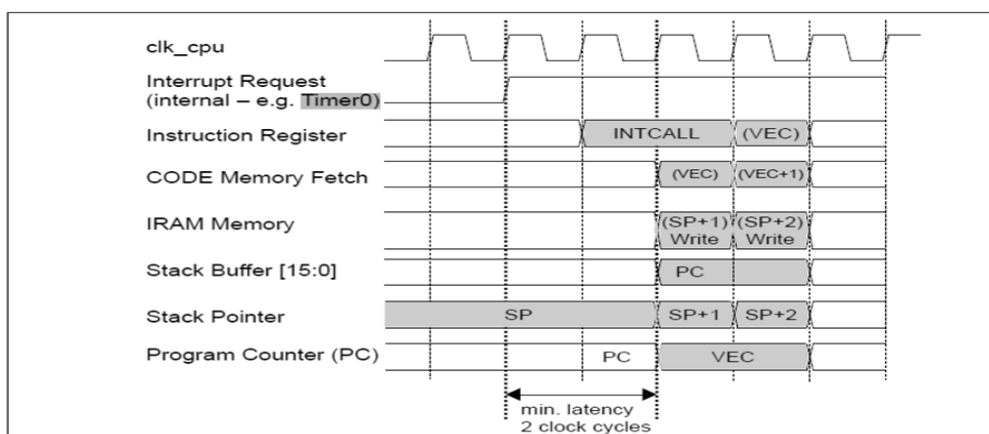 clk_cpu
Interrupt Request
(internal – e.g. Timer0)
Instruction Register
INTCALL
(VEC)
CODE Memory Fetch
(VEC)
(VEC+1)
IRAM Memory
(SP+1)
(SP+2)
Write
Write
Stack Buffer [15:0]
PC
Stack Pointer
SP
SP+1
SP+2
Program Counter (PC)
PC
VEC
min. latency
2 clock cycles